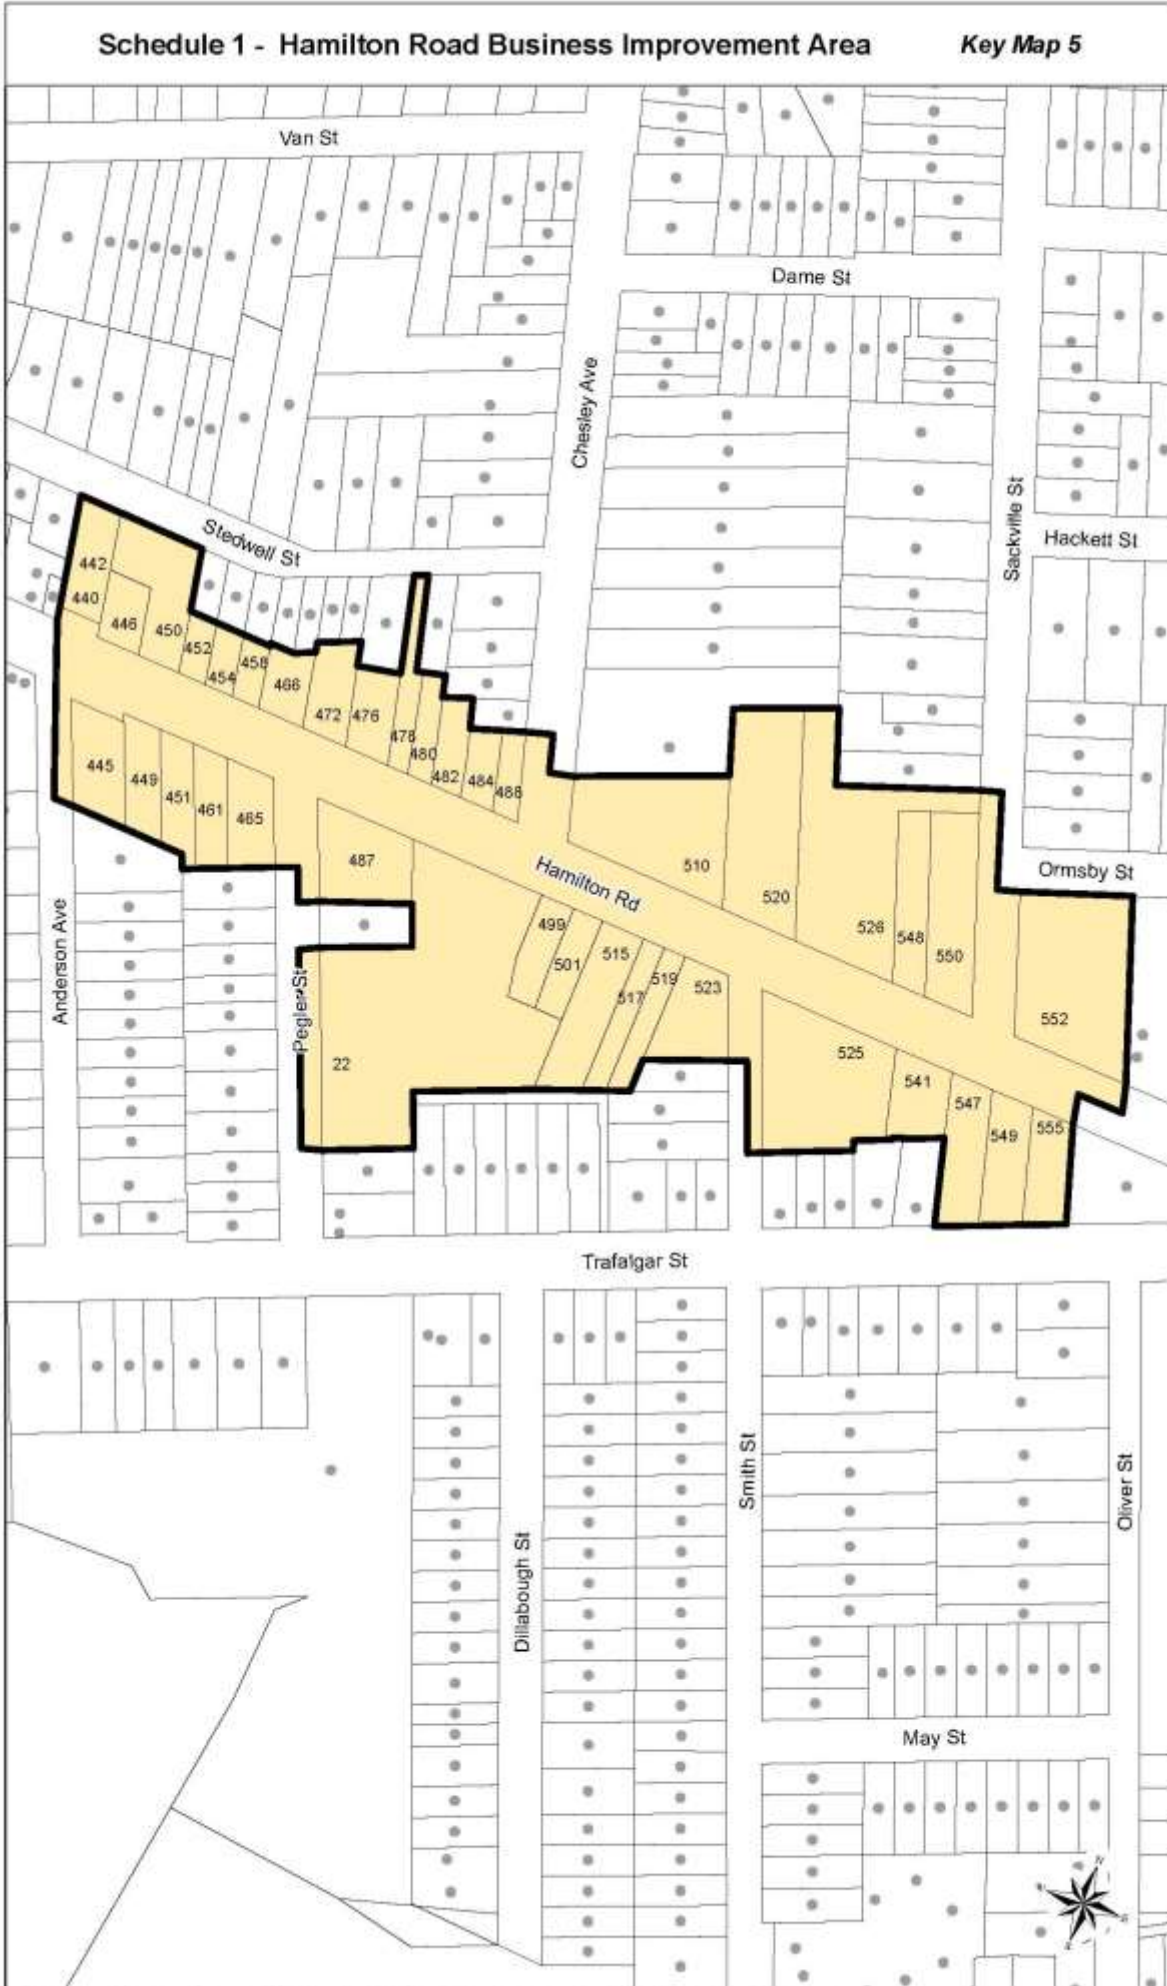 Schedule 1 - Hamilton Road Business Improvement Area
Key Map 5
Van St
Dame St
Chesley Ave
Sackville St
Hackett St
Stedwell St
442
440
446
450
452
454
458
466
472
476
478
480
482
484
488
445
449
451
461
465
487
Hamilton Rd
510
520
526
548
550
Ormsby St
552
499
501
515
517
519
523
525
541
547
549
555
Anderson Ave
Pegler St
22
Trafalgar St
Dillabough St
Smith St
Oliver St
May St
N